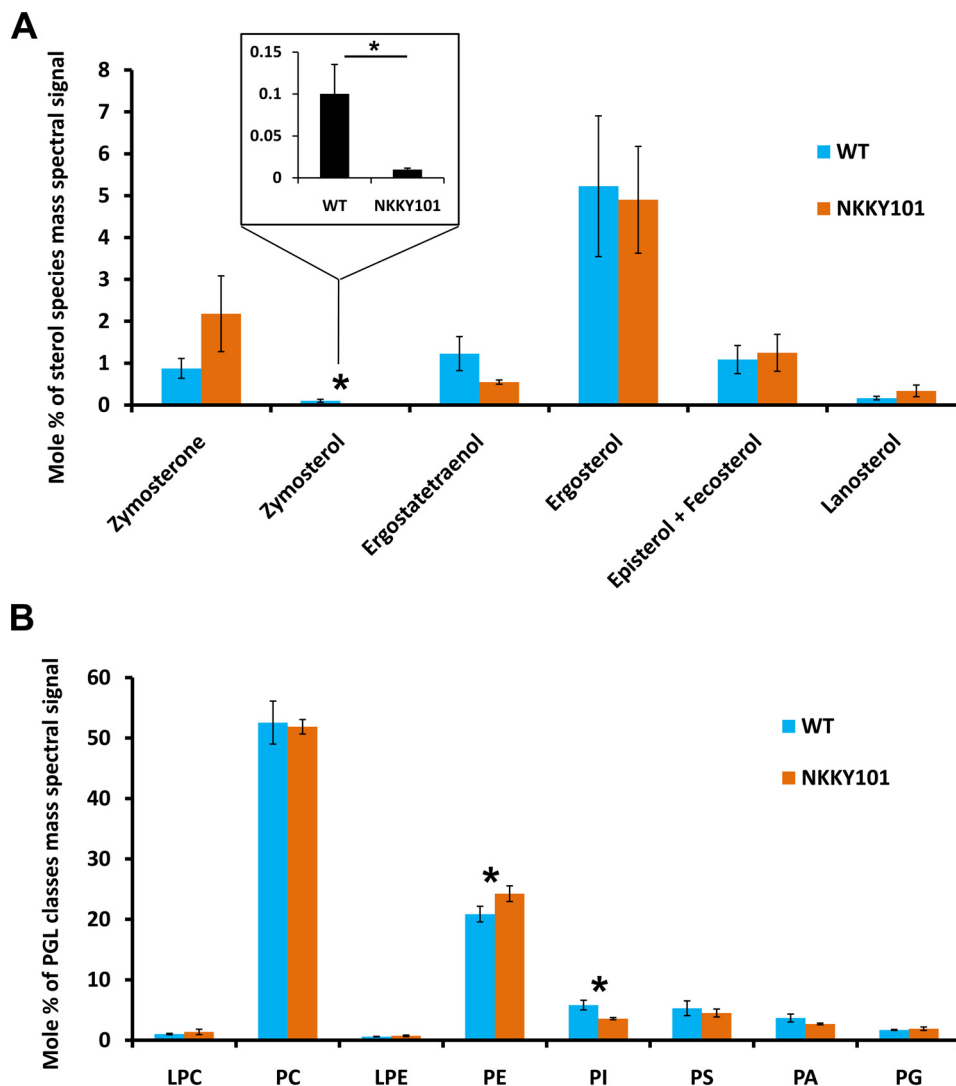 A
Mole % of sterol species mass spectral signal
8
7
6
5
4
3
2
1
0
0.15
0.1
0.05
0
*
WT
NKKY101
*
WT
NKKY101
Zymosterone
Zymosterol
Ergostatetraenol
Ergosterol
Episterol + Fecosterol
Lanosterol
B
Mole % of PGL classes mass spectral signal
60
50
40
30
20
10
0
*
*
WT
NKKY101
LPC
PC
LPE
PE
PI
PS
PA
PG